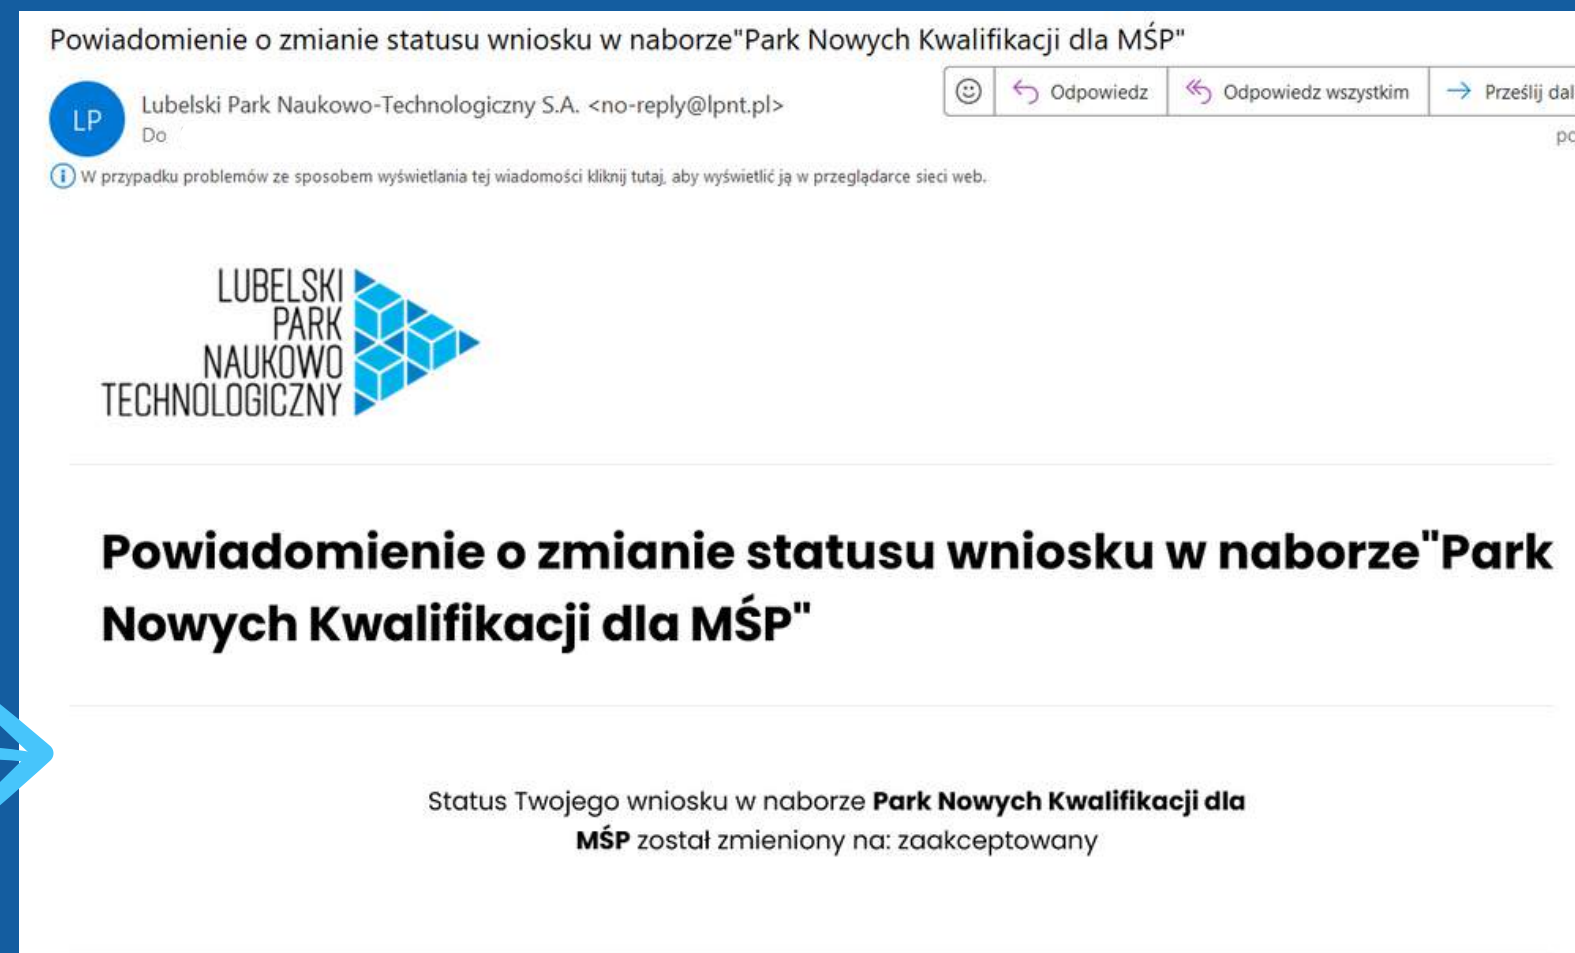 Powiadomienie o zmianie statusu wniosku w naborze"Park Nowych Kwalifikacji dla MŚP"
LP
Lubelski Park Naukowo-Technologiczny S.A. <no-reply@lpnt.pl>
Odpowiedz
Odpowiedz wszystkim
Prześlij dal
Do
po
W przypadku problemów ze sposobem wyświetlania tej wiadomości kliknij tutaj, aby wyświetlić ją w przeglądarce sieci web.
LUBELSKI
PARK
NAUKOWO
TECHNOLOGICZNY
Powiadomienie o zmianie statusu wniosku w naborze"Park
Nowych Kwalifikacji dla MŚP"
Status Twojego wniosku w naborze Park Nowych Kwalifikacji dla
MŚP został zmieniony na: zaakceptowany